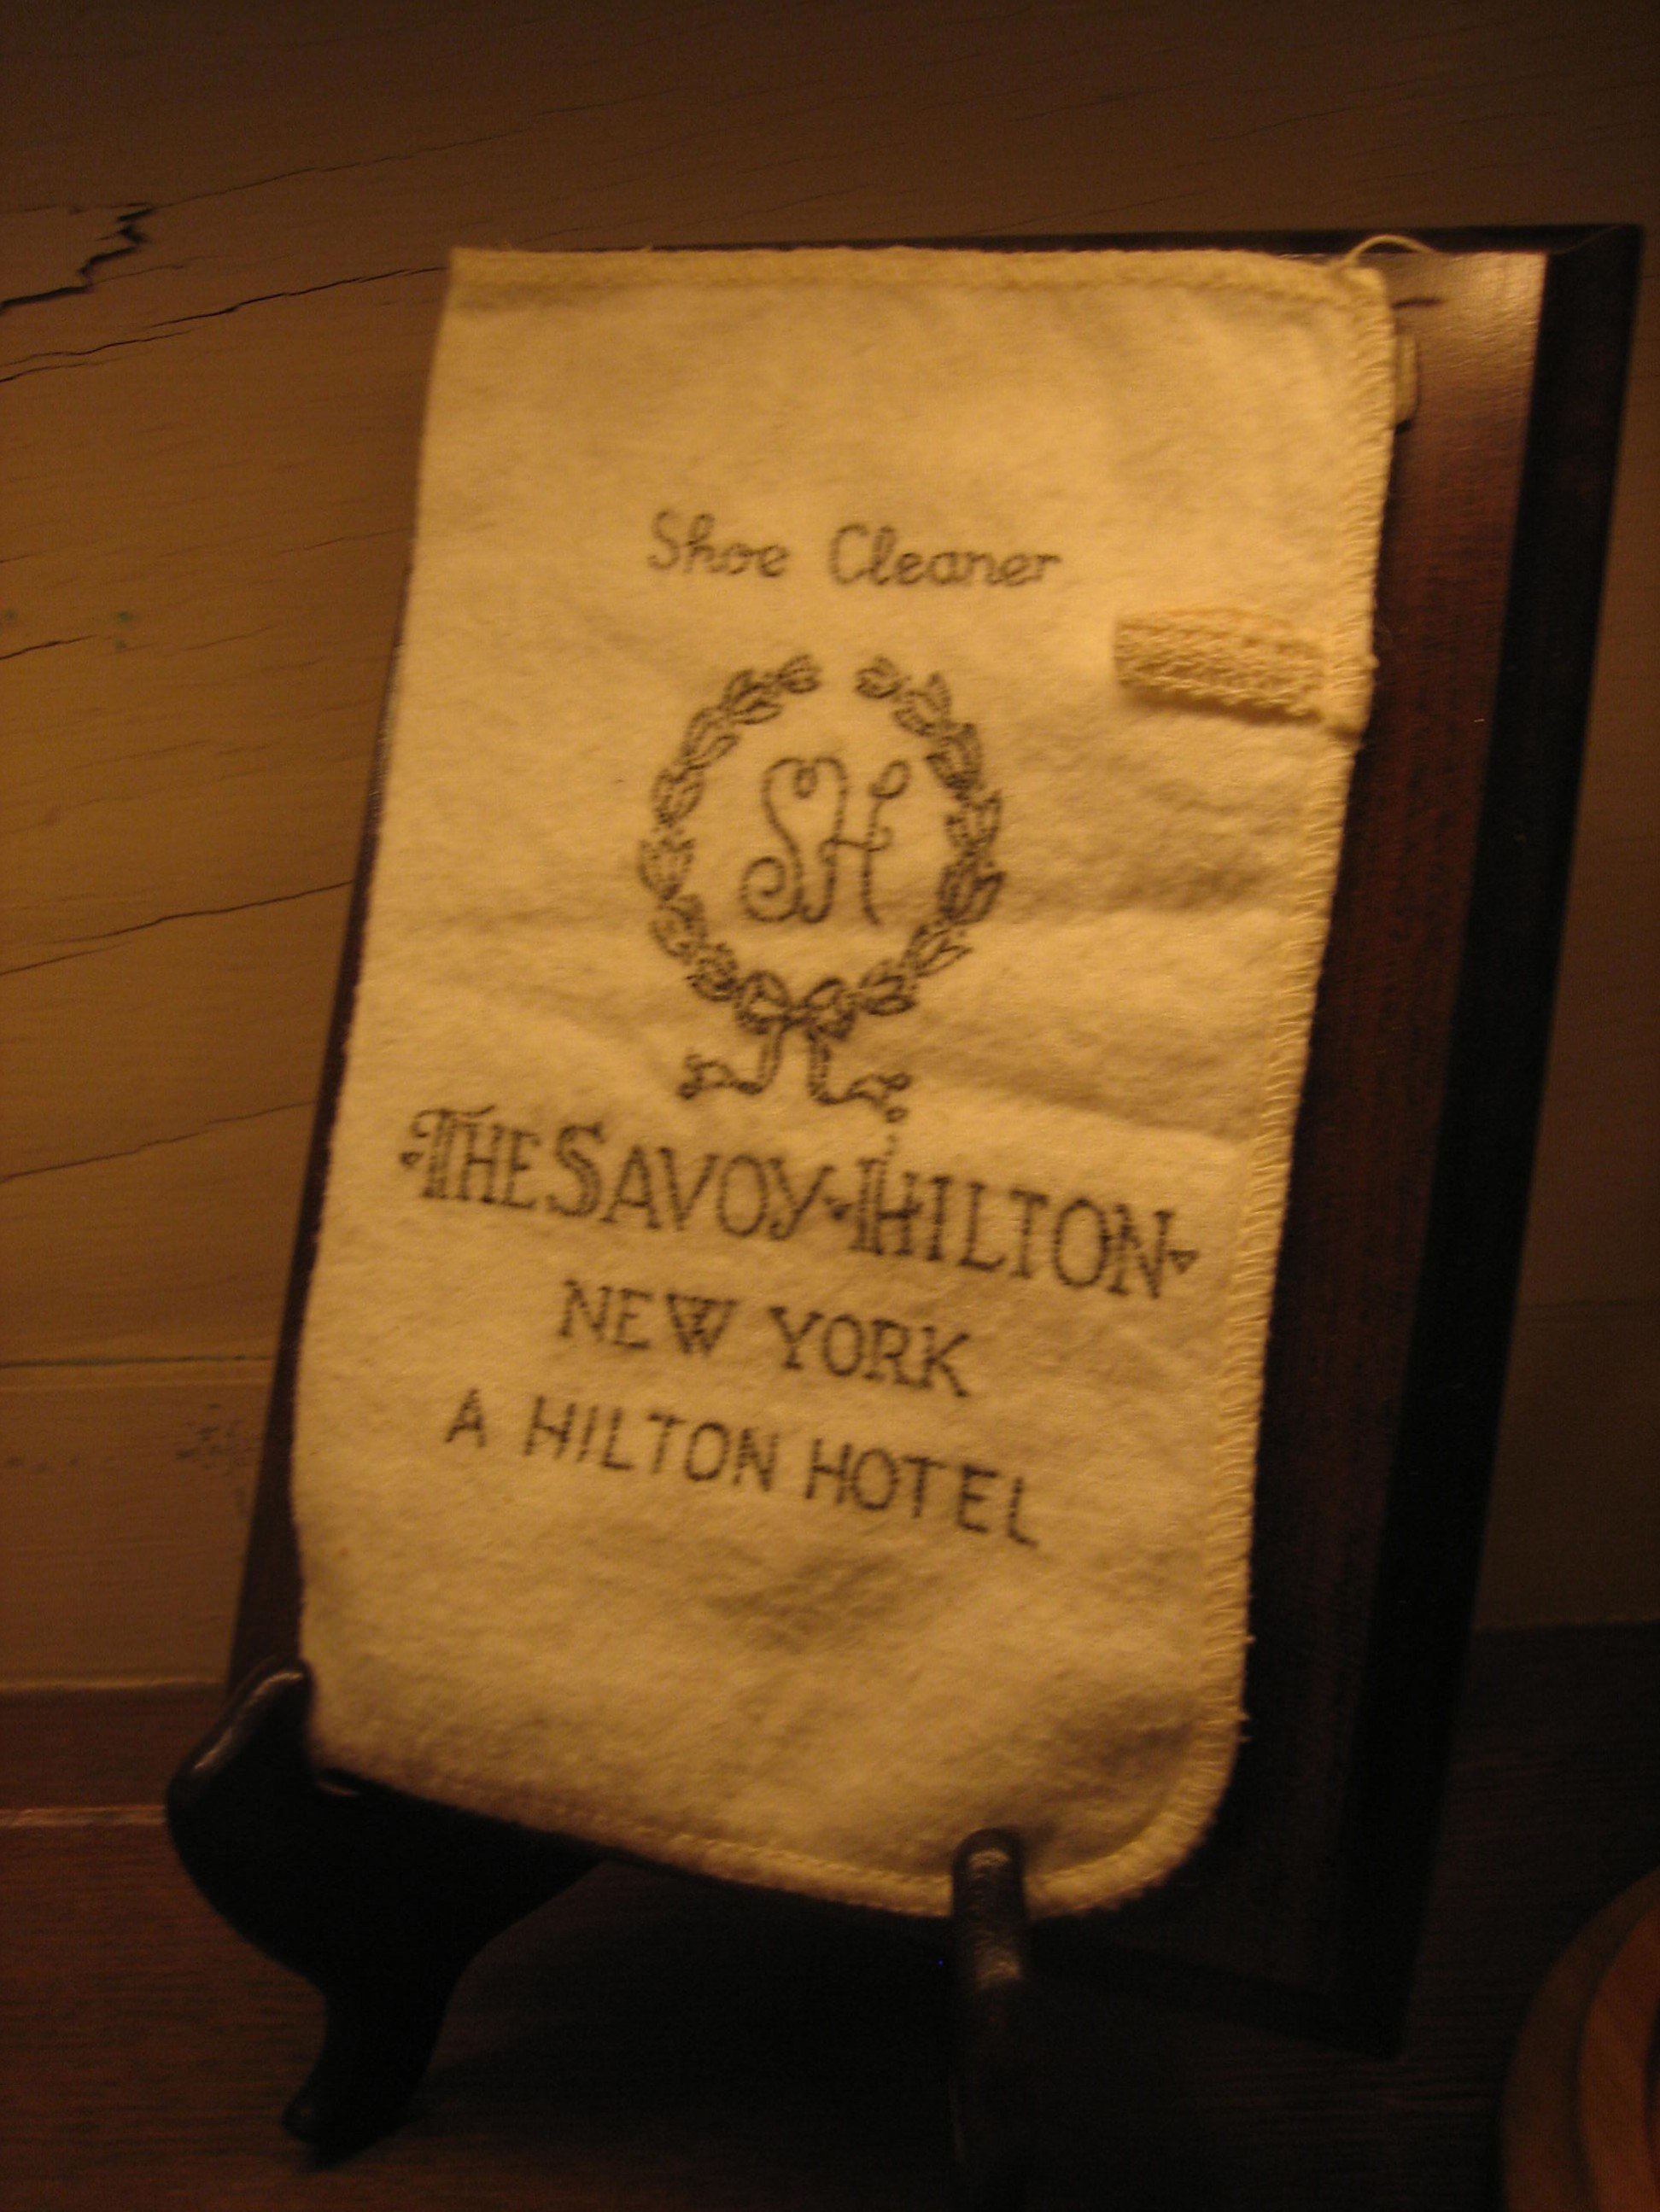 Shoe Cleaner
SH
THE SAVOY HILTON
NEW YORK
A HILTON HOTEL